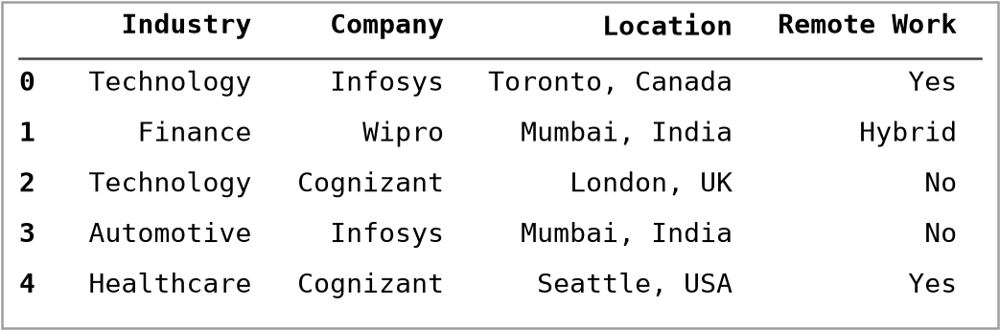 Industry Company Location Remote Work
0 Technology Infosys Toronto, Canada Yes
1 Finance Wipro Mumbai, India Hybrid
2 Technology Cognizant London, UK No
3 Automotive Infosys Mumbai, India No
4 Healthcare Cognizant Seattle, USA Yes